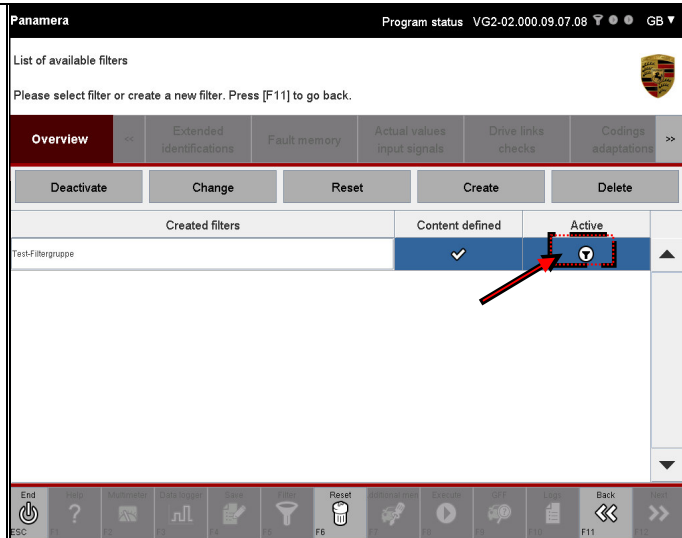 Panamera
Program status VG2-02.000.09.07.08
GB
List of available filters
Please select filter or create a new filter. Press [F11] to go back.
Overview
<<
Extended
identifications
Fault memory
Actual values
input signals
Drive links
checks
Codings
adaptations
>>
Deactivate
Change
Reset
Create
Delete
Created filters
Content defined
Active
Test-Filtergruppe
End
ESC
Help
F1
Multimeter
F2
Data logger
F3
Save
F4
Filter
F5
Reset
F6
F7
Execute
F8
GFF
F9
Logs
F10
Back
F11
Next
F12